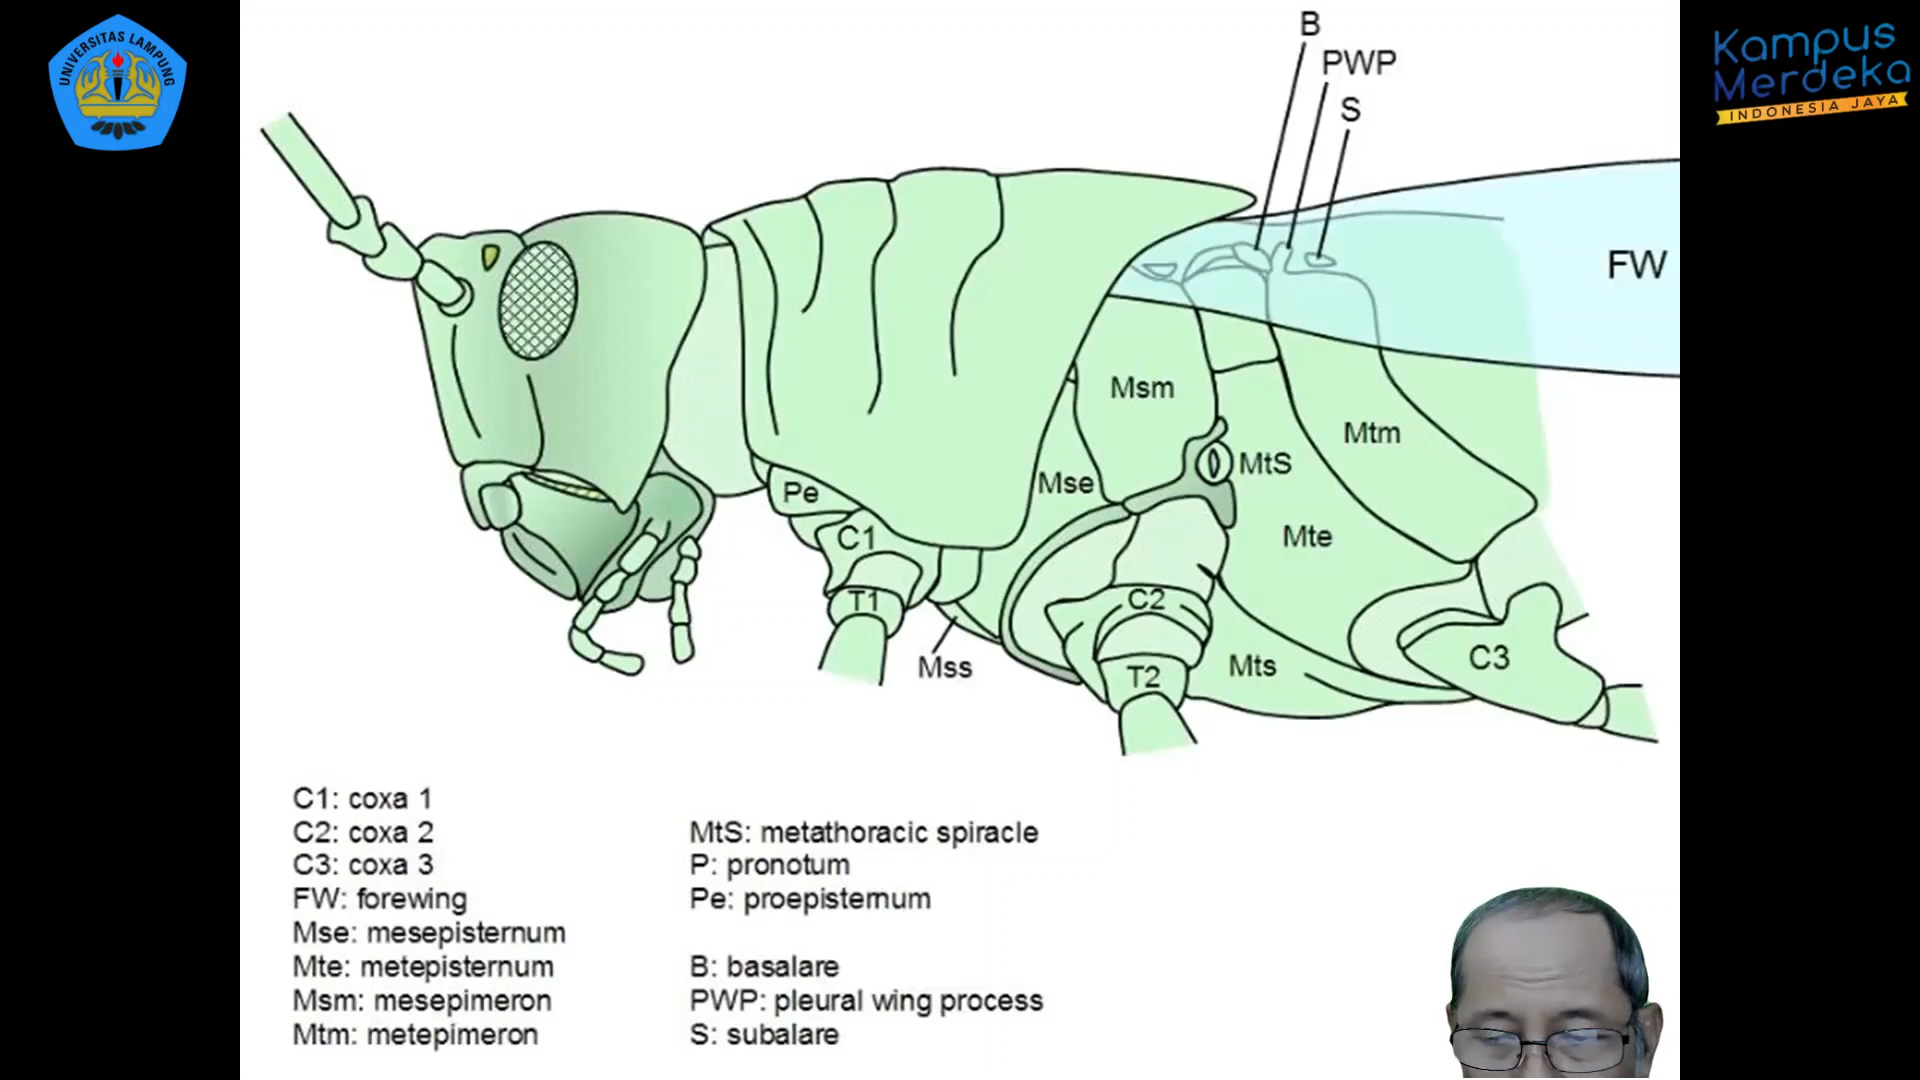 UNIVERSITAS LAMPUNG
Kampus
Merdeka
INDONESIA JAYA
B
PWP
S
FW
Msm
Mtm
MtS
Mse
Pe
Mte
C1
T1
C2
Mss
T2
Mts
C3
C1: coxa 1
C2: coxa 2
C3: coxa 3
FW: forewing
Mse: mesepisternum
Mte: metepisternum
Msm: mesepimeron
Mtm: metepimeron
MtS: metathoracic spiracle
P: pronotum
Pe: proepisternum
B: basalare
PWP: pleural wing process
S: subalare